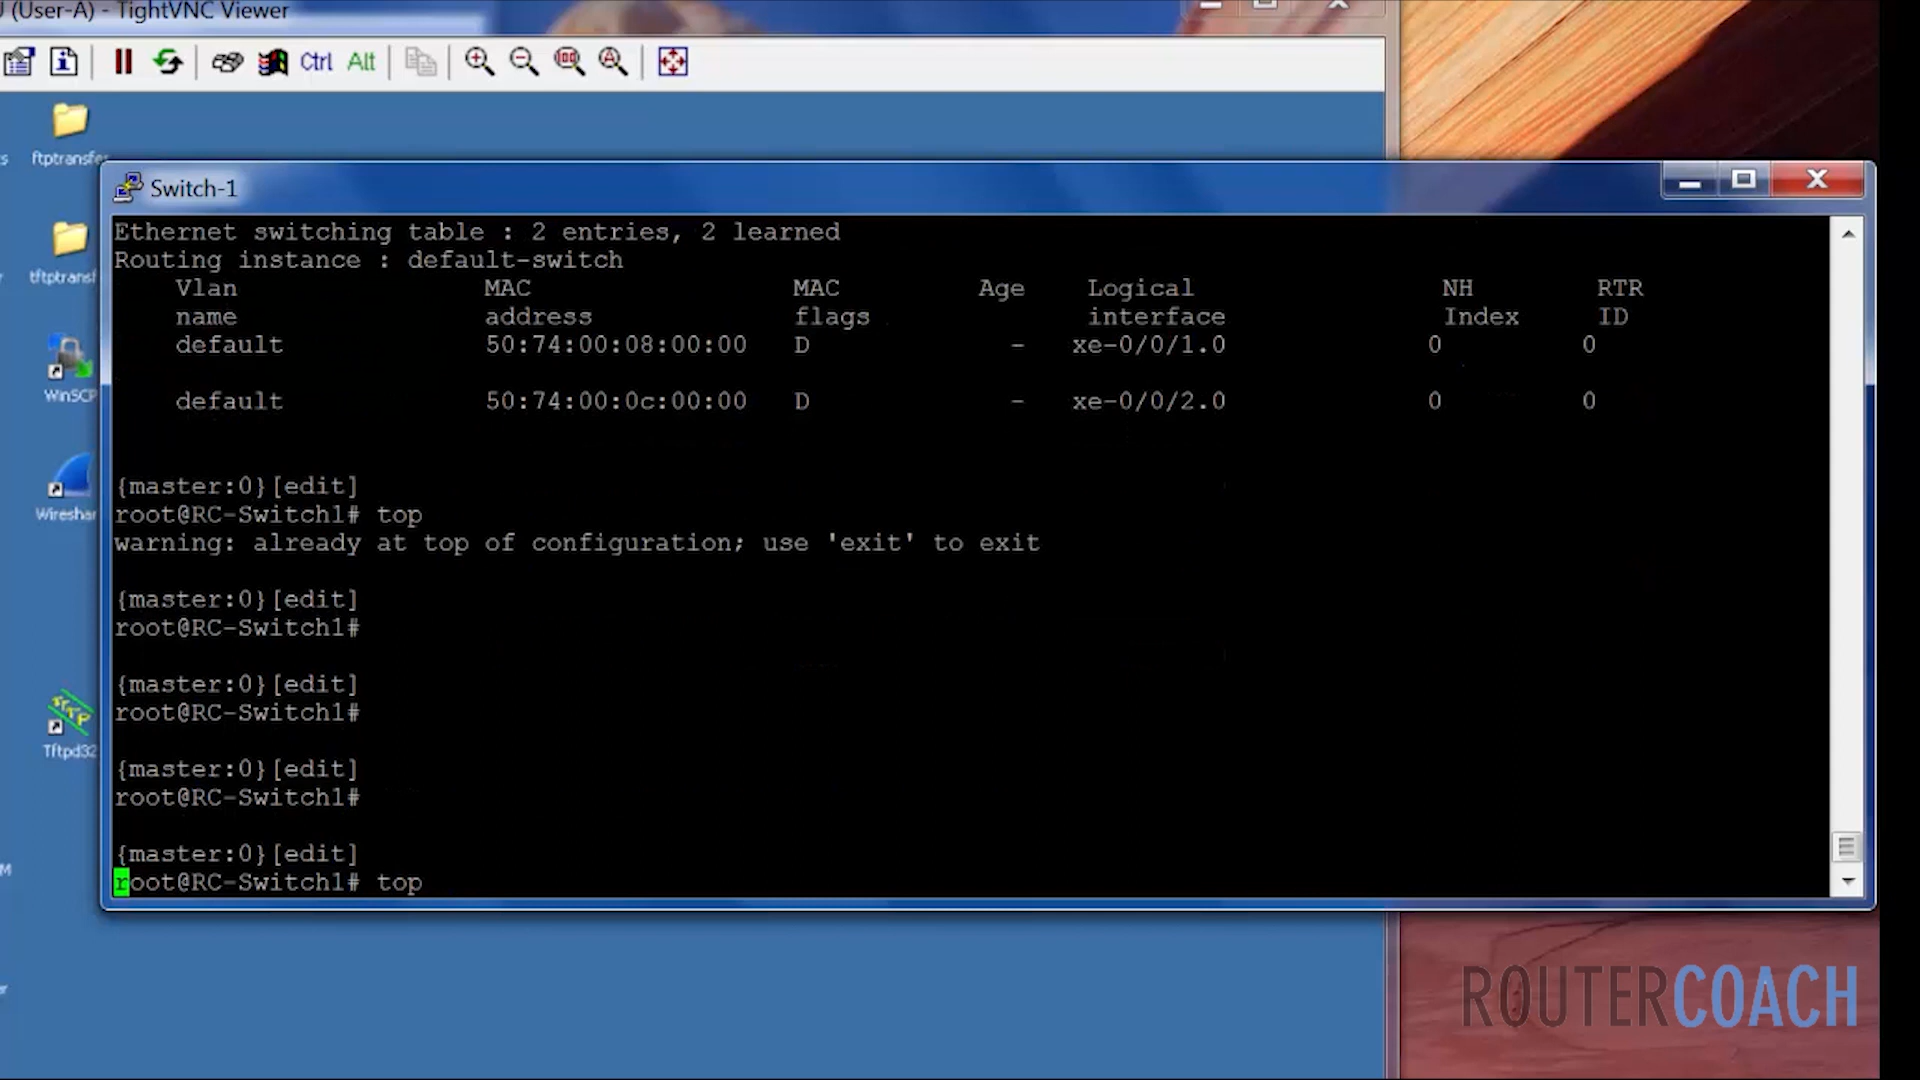 (User-A) - TightVNC Viewer
Ctrl Alt
ftptransfe
Switch-1
Ethernet switching table : 2 entries, 2 learned
Routing instance : default-switch
Vlan MAC MAC Age Logical NH RTR
name address flags interface Index ID
default 50:74:00:08:00:00 D - xe-0/0/1.0 0 0
default 50:74:00:0c:00:00 D - xe-0/0/2.0 0 0
{master:0}[edit]
root@RC-Switch1# top
warning: already at top of configuration; use 'exit' to exit
{master:0}[edit]
root@RC-Switch1#
{master:0}[edit]
root@RC-Switch1#
{master:0}[edit]
root@RC-Switch1#
{master:0}[edit]
root@RC-Switch1# top
tftptransf
WinSCP
Wireshar
Tftpd32
ROUTERCOACH